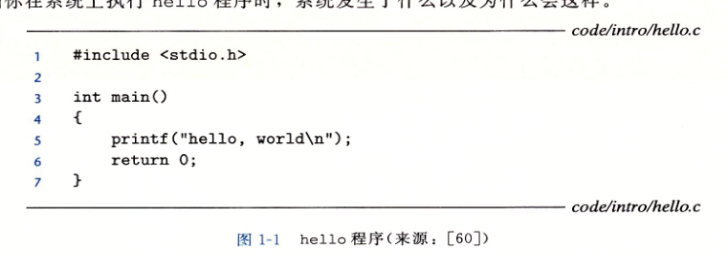 你在系统上执行 hello 程序时，系统发生了什么以及为什么会这样。
code/intro/hello.c
1 #include <stdio.h>
2
3 int main()
4 {
5     printf("hello, world\n");
6     return 0;
7 }
code/intro/hello.c
图 1-1 hello 程序(来源：[60])